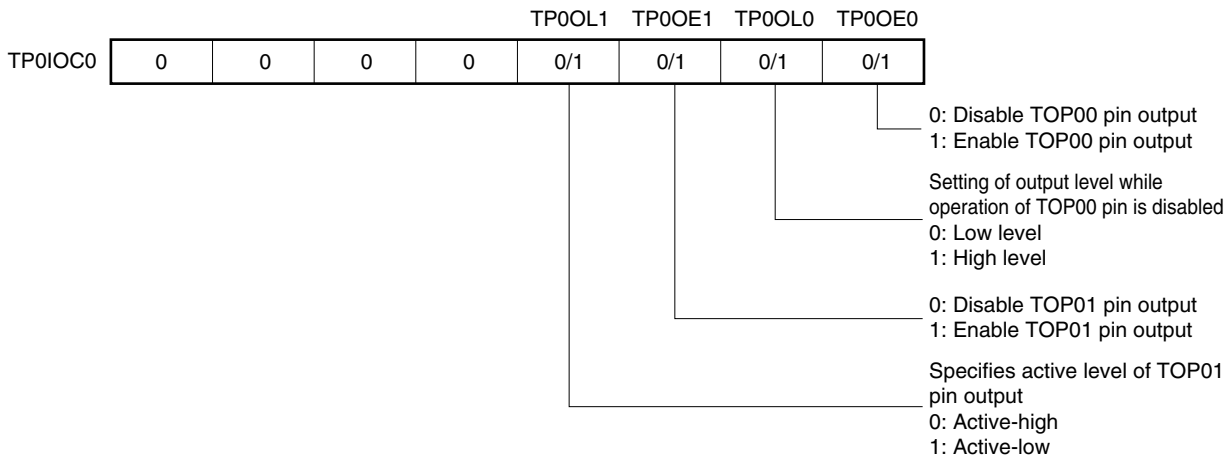 TP0OL1 TP0OE1 TP0OL0 TP0OE0
TP0IOC0 0 0 0 0 0/1 0/1 0/1 0/1
0: Disable TOP00 pin output
1: Enable TOP00 pin output
Setting of output level while
operation of TOP00 pin is disabled
0: Low level
1: High level
0: Disable TOP01 pin output
1: Enable TOP01 pin output
Specifies active level of TOP01
pin output
0: Active-high
1: Active-low